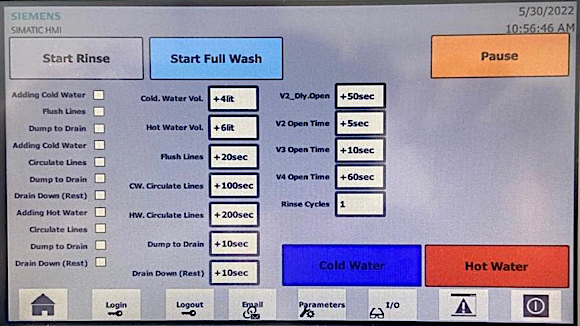 SIEMENS
SIMATIC HMI
5/30/2022
10:56:46 AM
Start Rinse
Start Full Wash
Pause
Adding Cold Water
Flush Lines
Dump to Drain
Adding Cold Water
Circulate Lines
Dump to Drain
Drain Down (Rest)
Adding Hot Water
Circulate Lines
Dump to Drain
Drain Down (Rest)
Cold. Water Vol. +4lit
Hot Water Vol. +6lit
Flush Lines +20sec
CW. Circulate Lines +100sec
HW. Circulate Lines +200sec
Dump to Drain +10sec
Drain Down (Rest) +10sec
V2_Dly.Open +50sec
V2 Open Time +5sec
V3 Open Time +10sec
V4 Open Time +60sec
Rinse Cycles 1
Cold Water
Hot Water
Login
Logout
Email
Parameters
I/O